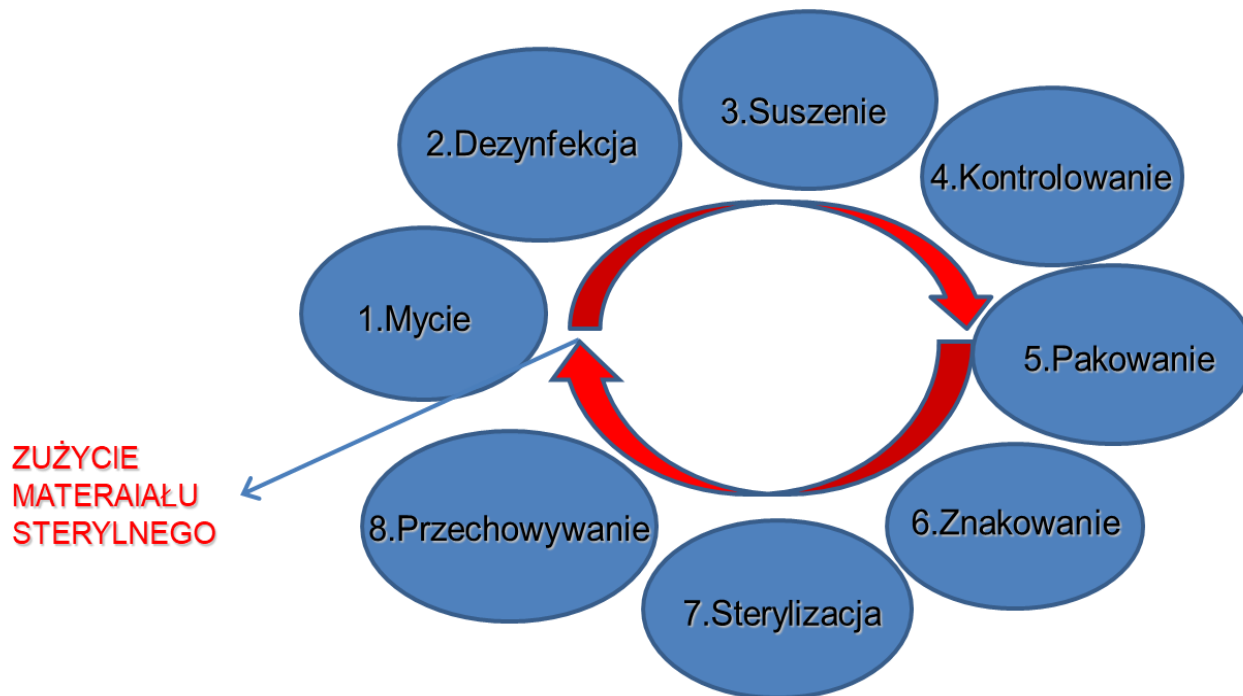 1.Mycie
2.Dezynfekcja
3.Suszenie
4.Kontrolowanie
5.Pakowanie
6.Znakowanie
7.Sterylizacja
8.Przechowywanie
ZUŻYCIE
MATERAIAŁU
STERYLNEGO